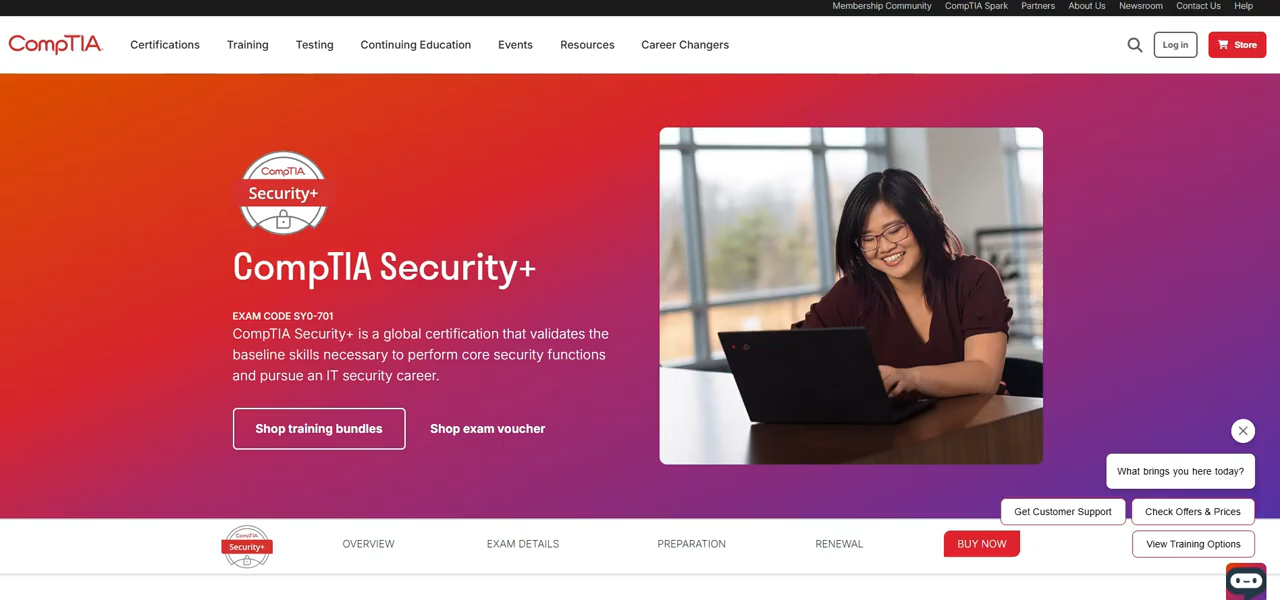 Membership Community CompTIA Spark Partners About Us Newsroom Contact Us Help
CompTIA. Certifications Training Testing Continuing Education Events Resources Career Changers Log in Store
CompTIA
Security+
CompTIA Security+
EXAM CODE SY0-701
CompTIA Security+ is a global certification that validates the
baseline skills necessary to perform core security functions
and pursue an IT security career.
Shop training bundles Shop exam voucher
What brings you here today?
Get Customer Support Check Offers & Prices
View Training Options
CompTIA
Security+
OVERVIEW EXAM DETAILS PREPARATION RENEWAL BUY NOW